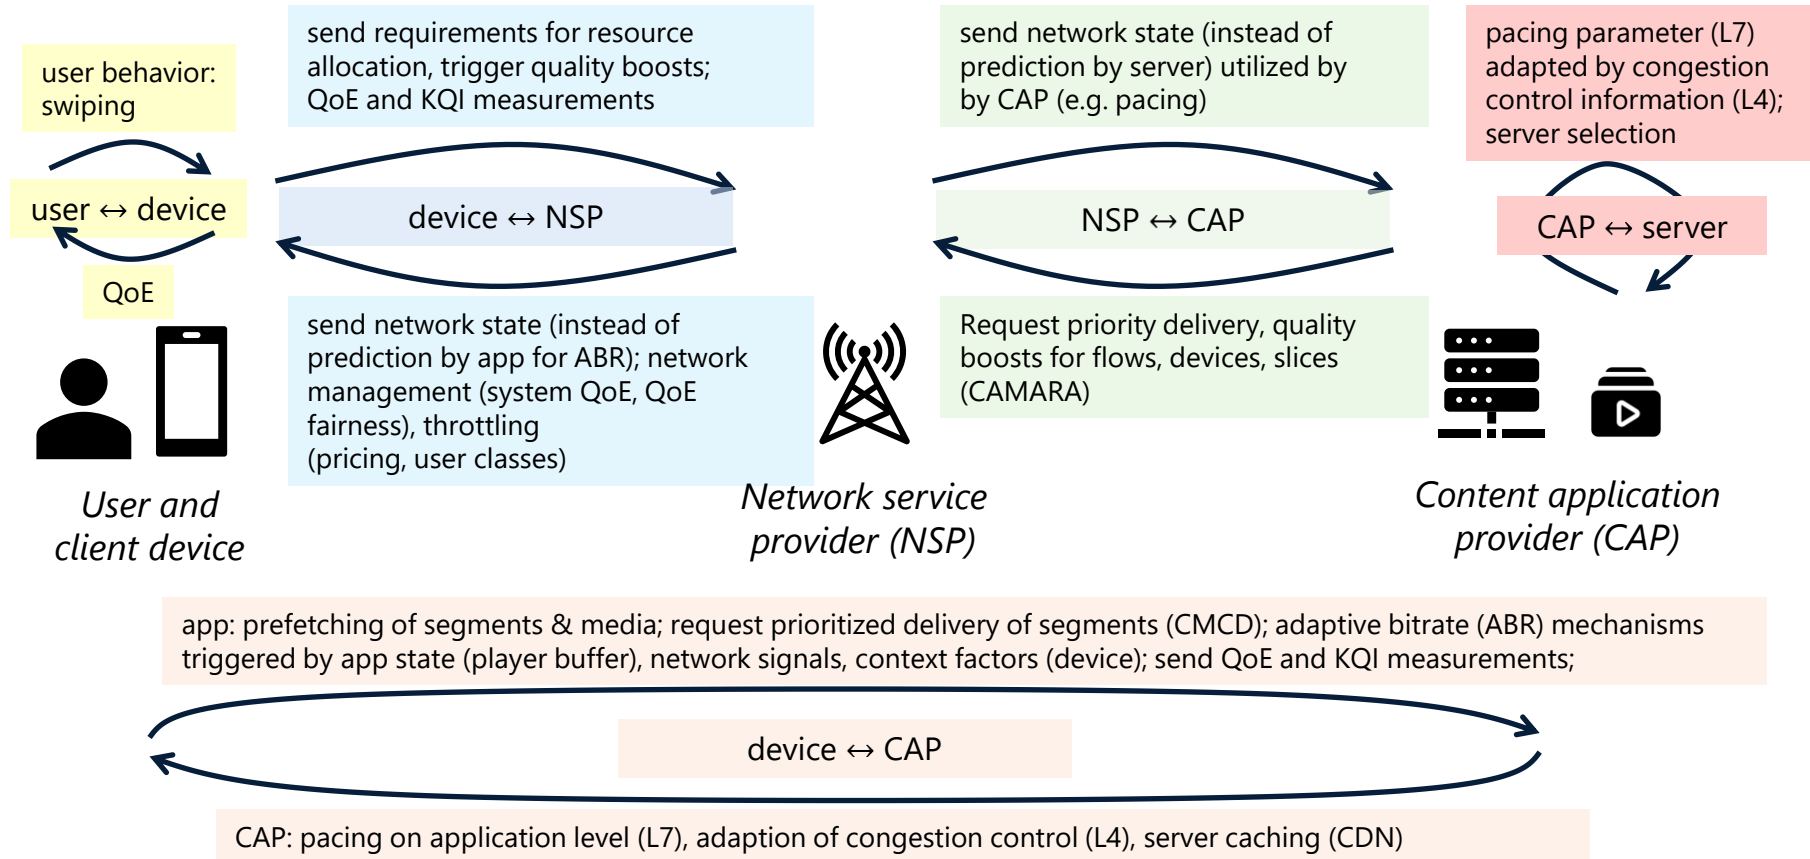 user behavior:
swiping
user ↔ device
QoE
send requirements for resource
allocation, trigger quality boosts;
QoE and KQI measurements
device ↔ NSP
send network state (instead of
prediction by app for ABR); network
management (system QoE, QoE
fairness), throttling
(pricing, user classes)
send network state (instead of
prediction by server) utilized by
by CAP (e.g. pacing)
NSP ↔ CAP
Request priority delivery, quality
boosts for flows, devices, slices
(CAMARA)
pacing parameter (L7)
adapted by congestion
control information (L4);
server selection
CAP ↔ server
User and
client device
Network service
provider (NSP)
Content application
provider (CAP)
app: prefetching of segments & media; request prioritized delivery of segments (CMCD); adaptive bitrate (ABR) mechanisms
triggered by app state (player buffer), network signals, context factors (device); send QoE and KQI measurements;
device ↔ CAP
CAP: pacing on application level (L7), adaption of congestion control (L4), server caching (CDN)